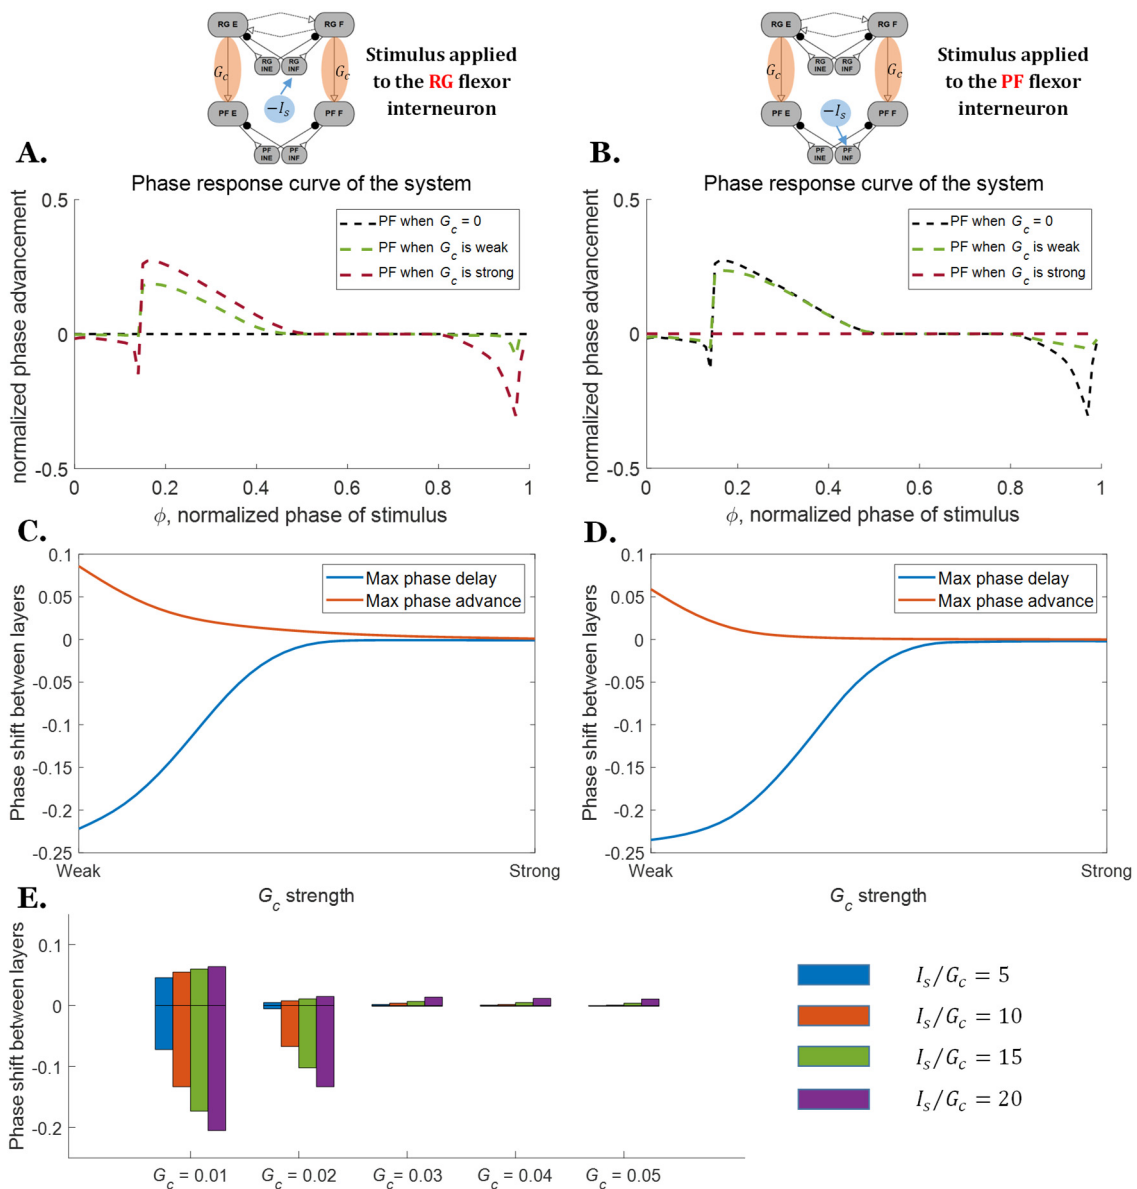 RG E
RG F
RG INE
RG INF
G_c
G_c
−I_s
PF E
PF F
PF INE
PF INF
Stimulus applied
to the RG flexor
interneuron
RG E
RG F
RG INE
RG INF
G_c
G_c
−I_s
PF E
PF F
PF INE
PF INF
Stimulus applied
to the PF flexor
interneuron
A.
Phase response curve of the system
normalized phase advancement
0.5
0
-0.5
PF when G_c = 0
PF when G_c is weak
PF when G_c is strong
0 0.2 0.4 0.6 0.8 1
ϕ, normalized phase of stimulus
B.
Phase response curve of the system
normalized phase advancement
0.5
0
-0.5
PF when G_c = 0
PF when G_c is weak
PF when G_c is strong
0 0.2 0.4 0.6 0.8 1
ϕ, normalized phase of stimulus
C.
Phase shift between layers
0.1
0.05
0
-0.05
-0.1
-0.15
-0.2
-0.25
Max phase delay
Max phase advance
Weak Strong
G_c strength
D.
Phase shift between layers
0.1
0.05
0
-0.05
-0.1
-0.15
-0.2
-0.25
Max phase delay
Max phase advance
Weak Strong
G_c strength
E.
Phase shift between layers
0.1
0
-0.1
-0.2
G_c = 0.01 G_c = 0.02 G_c = 0.03 G_c = 0.04 G_c = 0.05
I_s/G_c = 5
I_s/G_c = 10
I_s/G_c = 15
I_s/G_c = 20